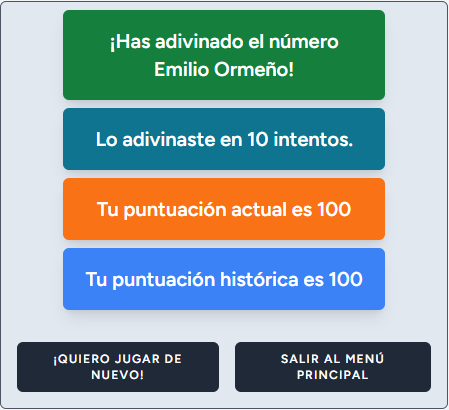 ¡Has adivinado el número
Emilio Ormeño!
Lo adivinaste en 10 intentos.
Tu puntuación actual es 100
Tu puntuación histórica es 100
¡QUIERO JUGAR DE
NUEVO!
SALIR AL MENÚ
PRINCIPAL